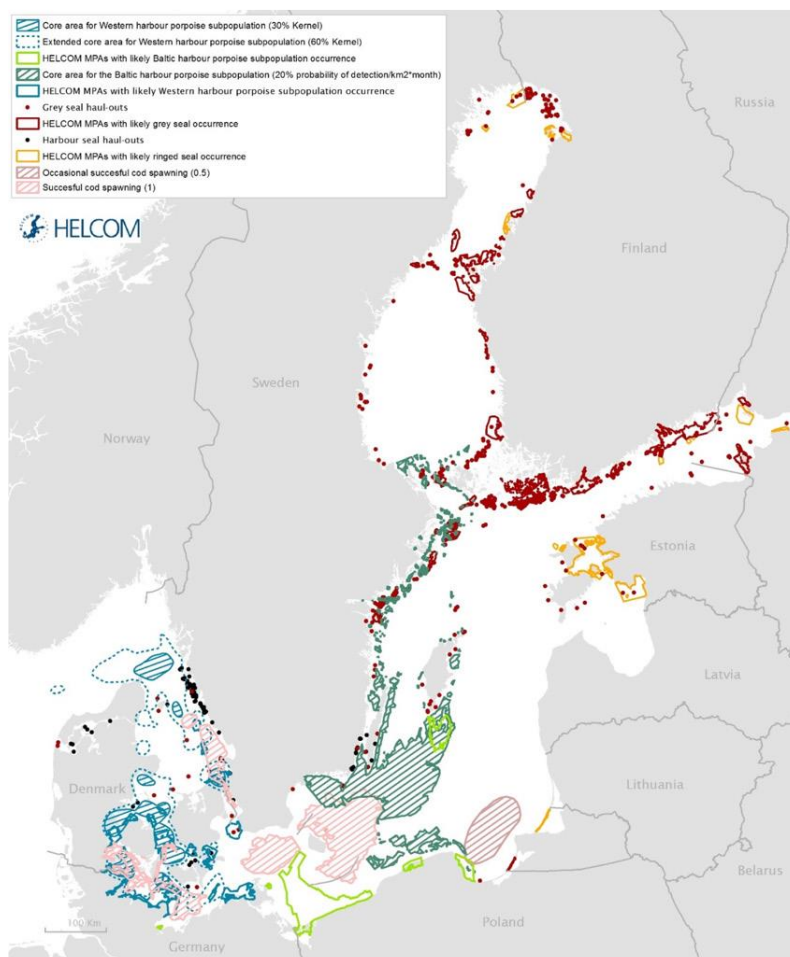 Core area for Western harbour porpoise subpopulation (30% Kernel)
Extended core area for Western harbour porpoise subpopulation (60% Kernel)
HELCOM MPAs with likely Baltic harbour porpoise subpopulation occurrence
Core area for the Baltic harbour porpoise subpopulation (20% probability of detection/km2*month)
HELCOM MPAs with likely Western harbour porpoise subpopulation occurrence
Grey seal haul-outs
HELCOM MPAs with likely grey seal occurrence
Harbour seal haul-outs
HELCOM MPAs with likely ringed seal occurrence
Occasional succesful cod spawning (0.5)
Succesful cod spawning (1)
Russia
HELCOM
Finland
Sweden
Norway
Estonia
Latvia
Denmark
Lithuania
Belarus
100 Km
Poland
Germany